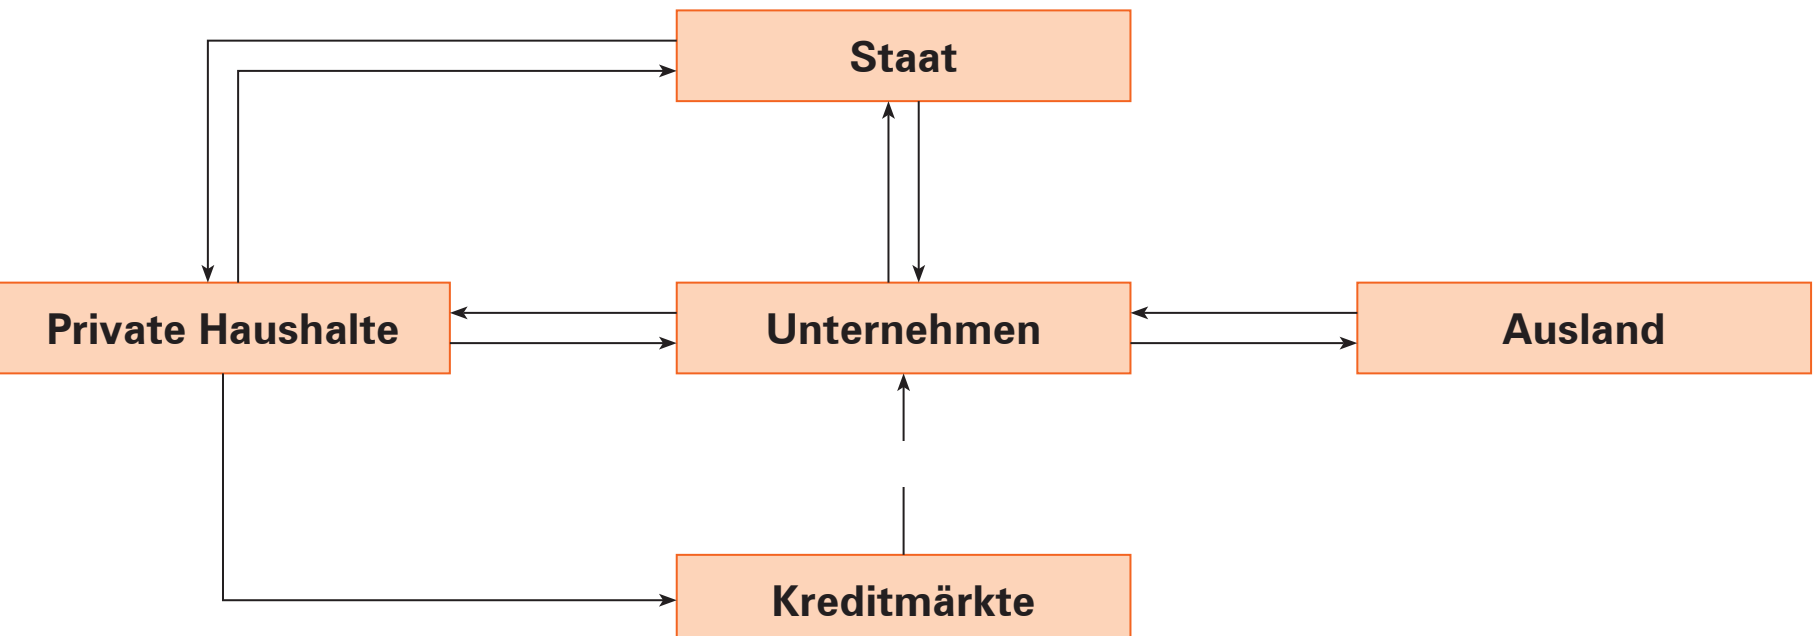 Staat
Private Haushalte
Unternehmen
Ausland
Kreditmärkte